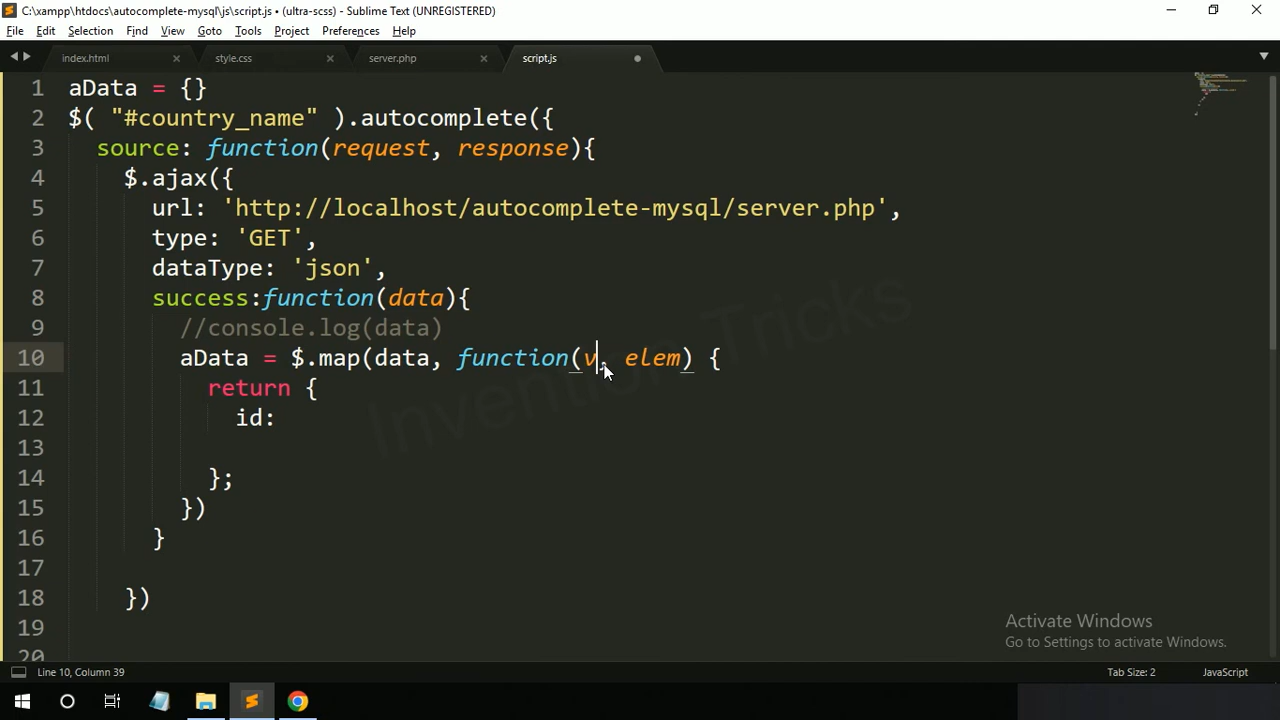 C:\xampp\htdocs\autocomplete-mysql\js\script.js • (ultra-scss) - Sublime Text (UNREGISTERED)
File Edit Selection Find View Goto Tools Project Preferences Help
index.html style.css server.php script.js
1 aData = {}
2 $( "#country_name" ).autocomplete({
3 source: function(request, response){
4 $.ajax({
5 url: 'http://localhost/autocomplete-mysql/server.php',
6 type: 'GET',
7 dataType: 'json',
8 success:function(data){
9 //console.log(data)
10 aData = $.map(data, function(v, elem) {
11 return {
12 id:
13
14 };
15 })
16 }
17
18 })
19
20
Invention Tricks
Activate Windows
Go to Settings to activate Windows.
Line 10, Column 39 Tab Size: 2 JavaScript